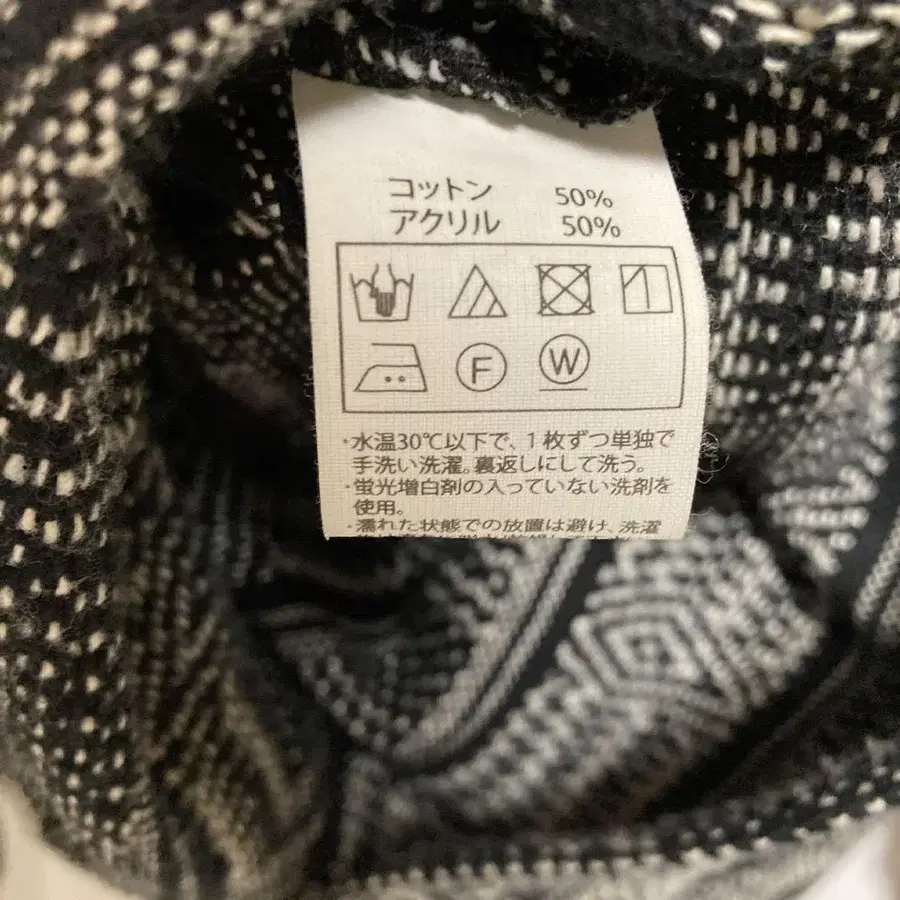 コットン 50%
アクリル 50%
F W
・水温30℃以下で、1枚ずつ単独で
手洗い洗濯。裏返しにして洗う。
・蛍光増白剤の入っていない洗剤を
使用。
・濡れた状態での放置は避け、洗濯